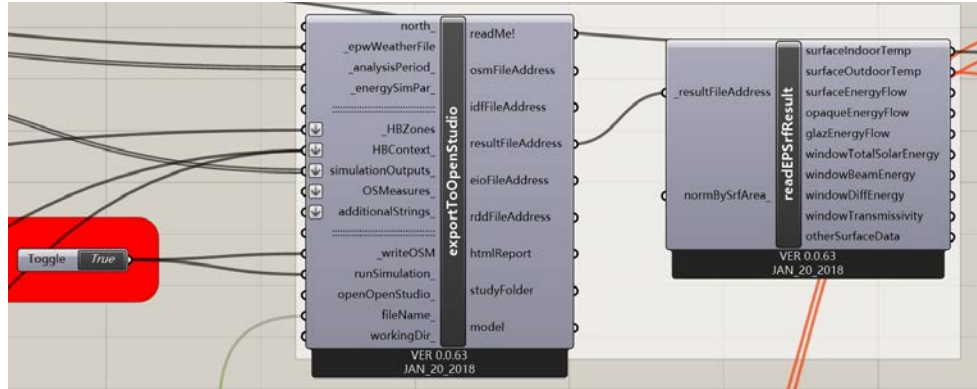 north_
_epwWeatherFile
_analysisPeriod_
_energySimPar_
_HBZones
HBContext_
simulationOutputs_
OSMeasures_
additionalStrings_
_writeOSM
runSimulation_
openOpenStudio_
fileName_
workingDir_
exportToOpenStudio
readMe!
osmFileAddress
idfFileAddress
resultFileAddress
eioFileAddress
rddFileAddress
htmlReport
studyFolder
model
VER 0.0.63
JAN_20_2018
Toggle True
_resultFileAddress
normBySrfArea_
readEPSrfResult
surfaceIndoorTemp
surfaceOutdoorTemp
surfaceEnergyFlow
opaqueEnergyFlow
glazEnergyFlow
windowTotalSolarEnergy
windowBeamEnergy
windowDiffEnergy
windowTransmissivity
otherSurfaceData
VER 0.0.63
JAN_20_2018